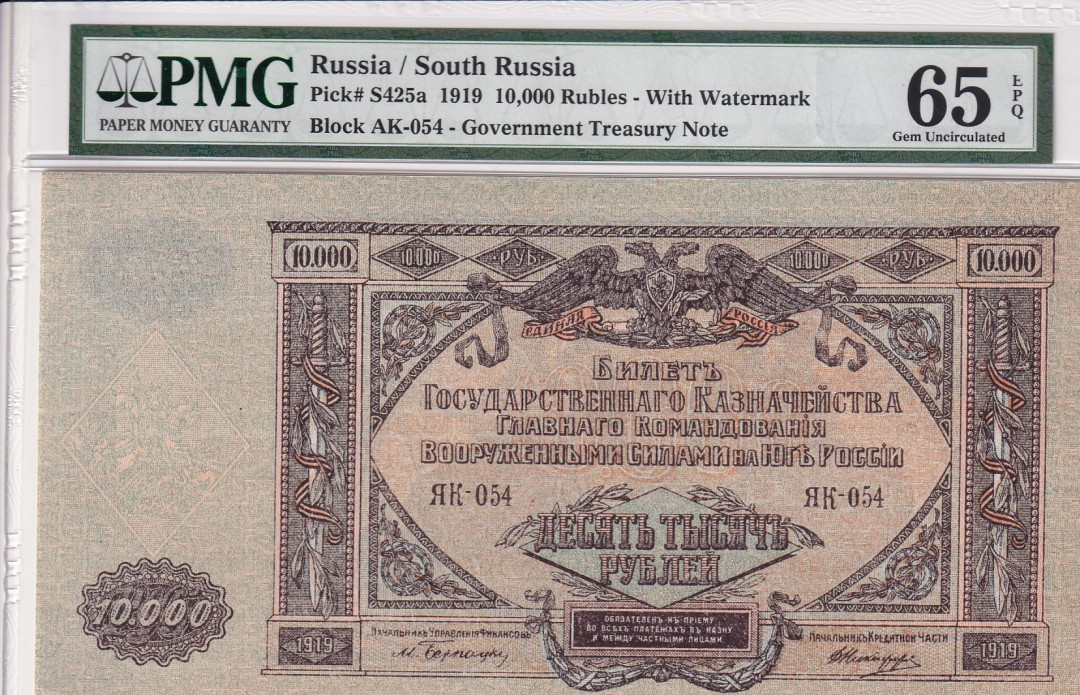 PMG
PAPER MONEY GUARANTY
Russia / South Russia
Pick# S425a 1919 10,000 Rubles - With Watermark
Block AK-054 - Government Treasury Note
65 EPQ
Gem Uncirculated
10.000 10.000 РУБ. 10.000 РУБ. 10.000
ЕДИНАЯ РОССІЯ
БИЛЕТЪ
ГОСУДАРСТВЕННАГО КАЗНАЧЕЙСТВА
ГЛАВНАГО КОМАНДОВАНІЯ
ВООРУЖЕННЫМИ СИЛАМИ НА ЮГѢ РОССІИ
ЯК-054 ЯК-054
ДЕСЯТЬ ТЫСЯЧЪ
РУБЛЕЙ
10.000
ОБЯЗАТЕЛЕНЪ КЪ ПРІЕМУ
ВО ВСѢХЪ ПЛАТЕЖАХЪ ВЪ КАЗНУ
И МЕЖДУ ЧАСТНЫМИ ЛИЦАМИ.
1919 НАЧАЛЬНИКЪ УПРАВЛЕНІЯ ФИНАНСОВЪ НАЧАЛЬНИКЪ КРЕДИТНОЙ ЧАСТИ 1919